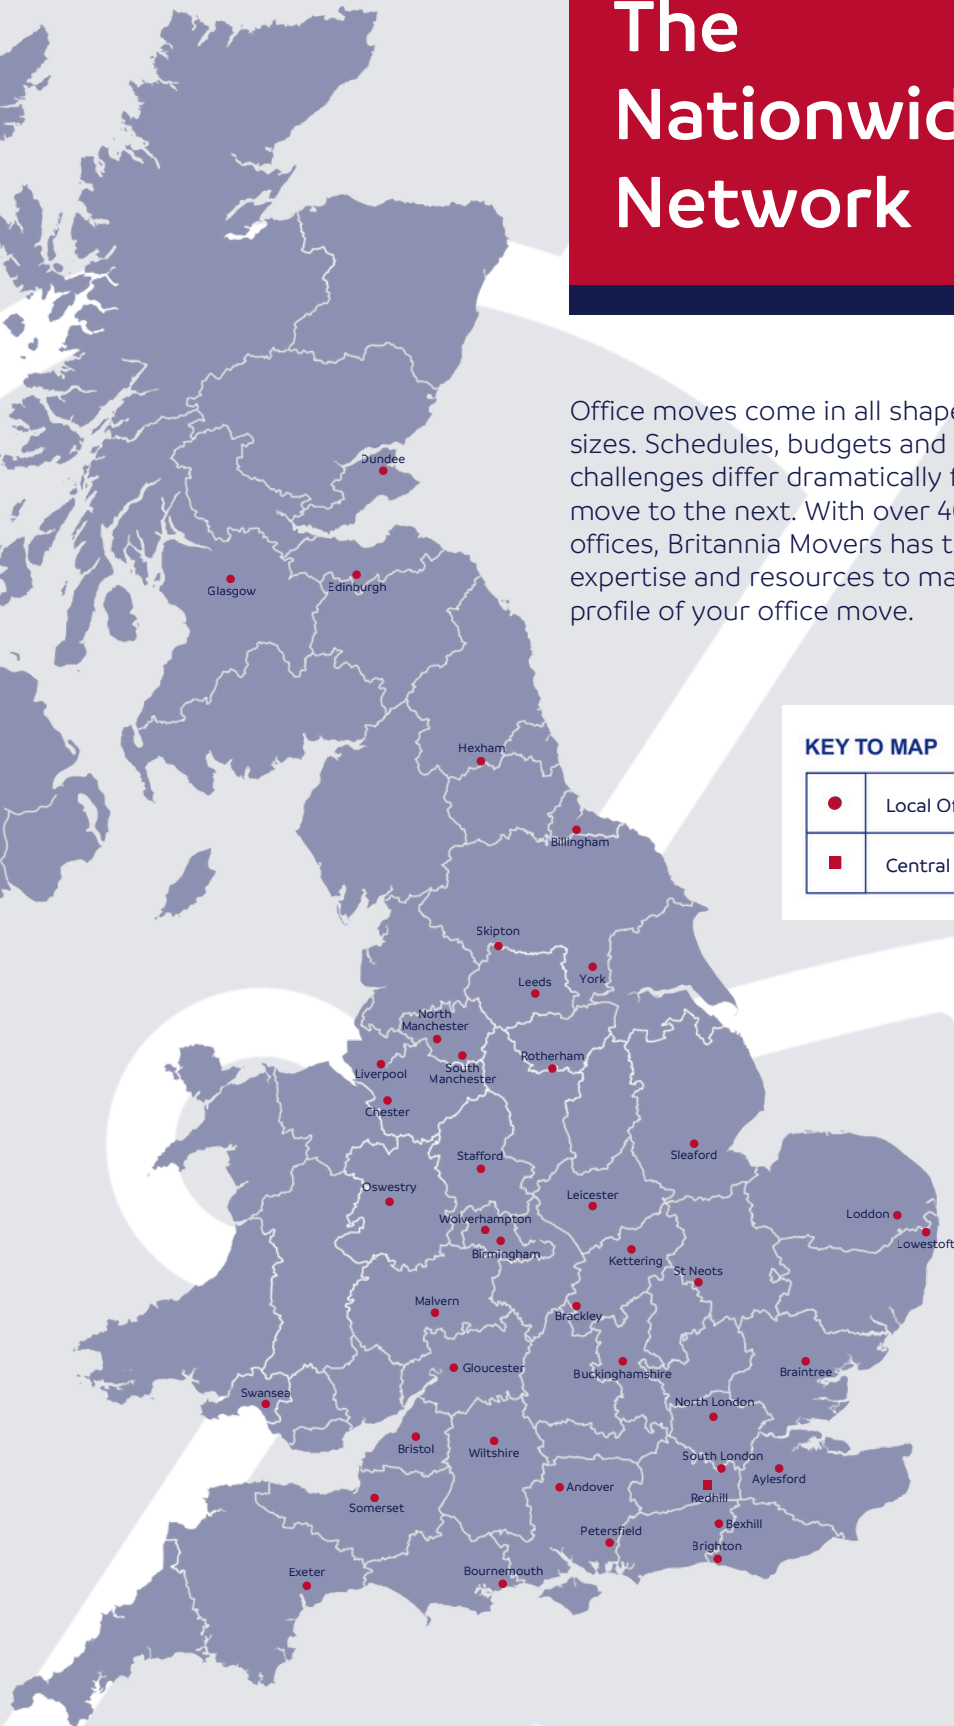 The
Nationwid
Network
Office moves come in all shape
sizes. Schedules, budgets and
challenges differ dramatically f
move to the next. With over 40
offices, Britannia Movers has t
expertise and resources to ma
profile of your office move.
KEY TO MAP
Local Of
Central
Dundee
Glasgow
Edinburgh
Hexham
Billingham
Skipton
York
Leeds
North
Manchester
Rotherham
Liverpool
South
Manchester
Chester
Stafford
Sleaford
Oswestry
Leicester
Loddon
Wolverhampton
Lowestoft
Birmingham
Kettering
St Neots
Malvern
Brackley
Gloucester
Buckinghamshire
Braintree
Swansea
North London
Bristol
Wiltshire
South London
Aylesford
Andover
Redhill
Somerset
Bexhill
Petersfield
Brighton
Exeter
Bournemouth